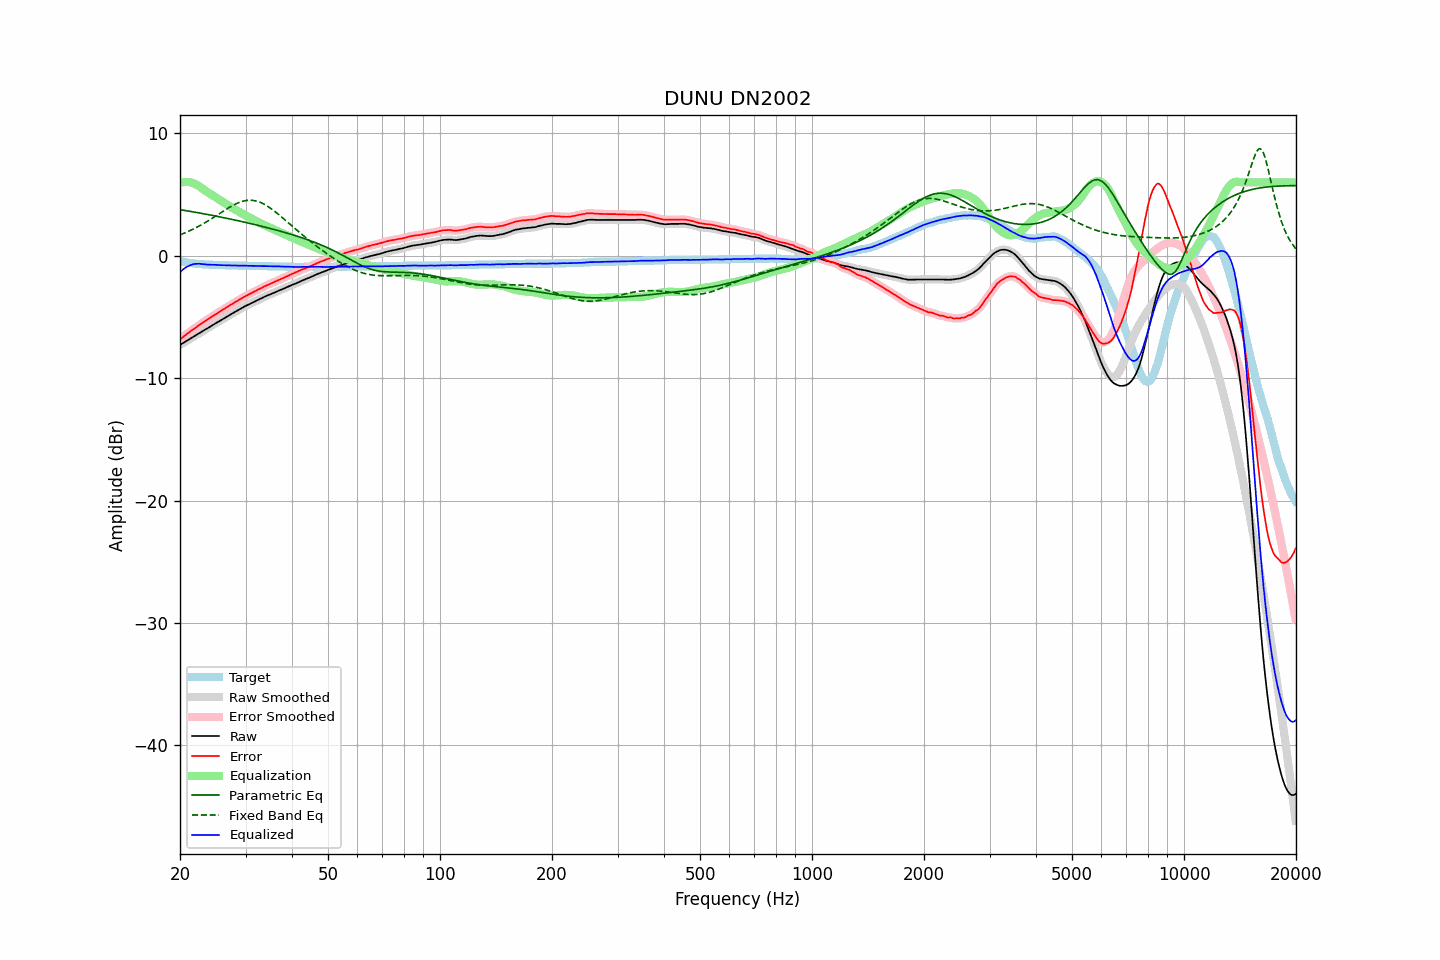 DUNU DN2002
10
0
−10
−20
−30
−40
Amplitude (dBr)
Target
Raw Smoothed
Error Smoothed
Raw
Error
Equalization
Parametric Eq
Fixed Band Eq
Equalized
20 50 100 200 500 1000 2000 5000 10000 20000
Frequency (Hz)